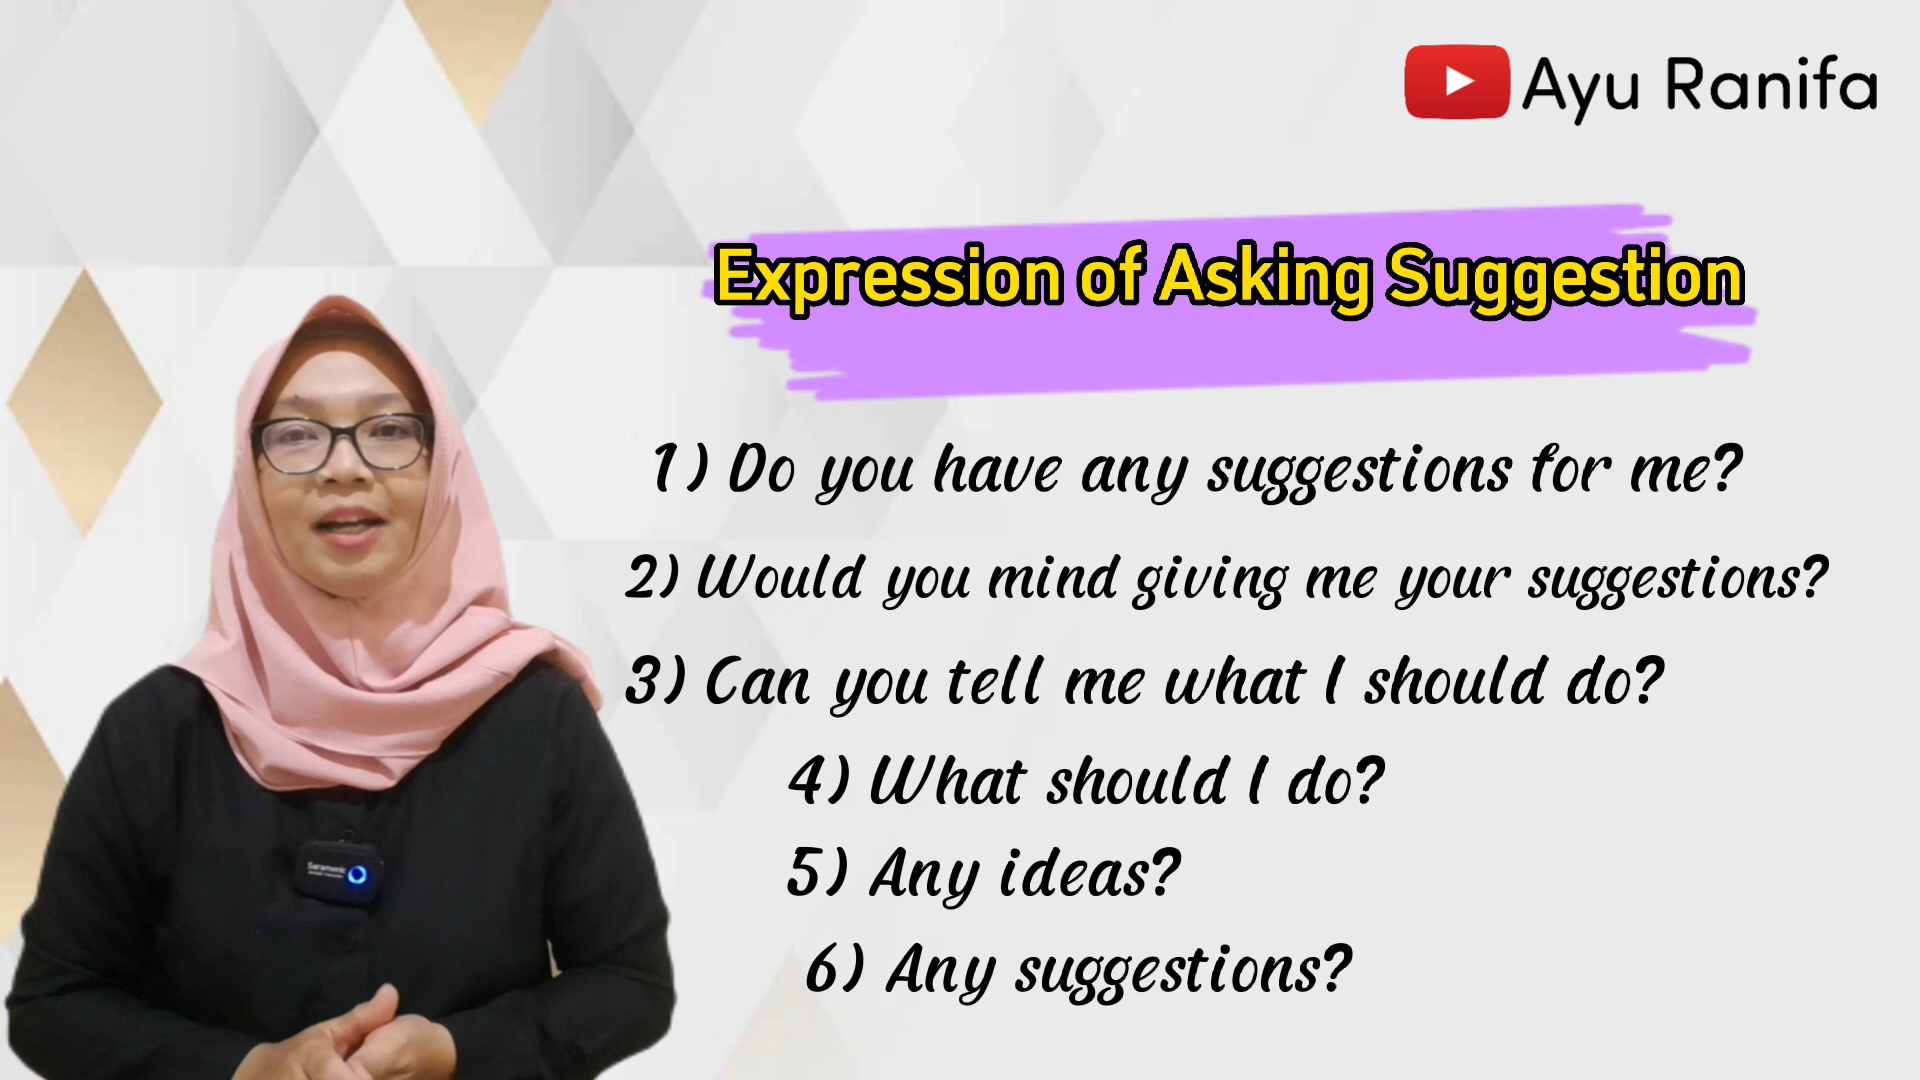 Ayu Ranifa
Expression of Asking Suggestion
1) Do you have any suggestions for me?
2) Would you mind giving me your suggestions?
3) Can you tell me what I should do?
4) What should I do?
5) Any ideas?
6) Any suggestions?
Saramonic